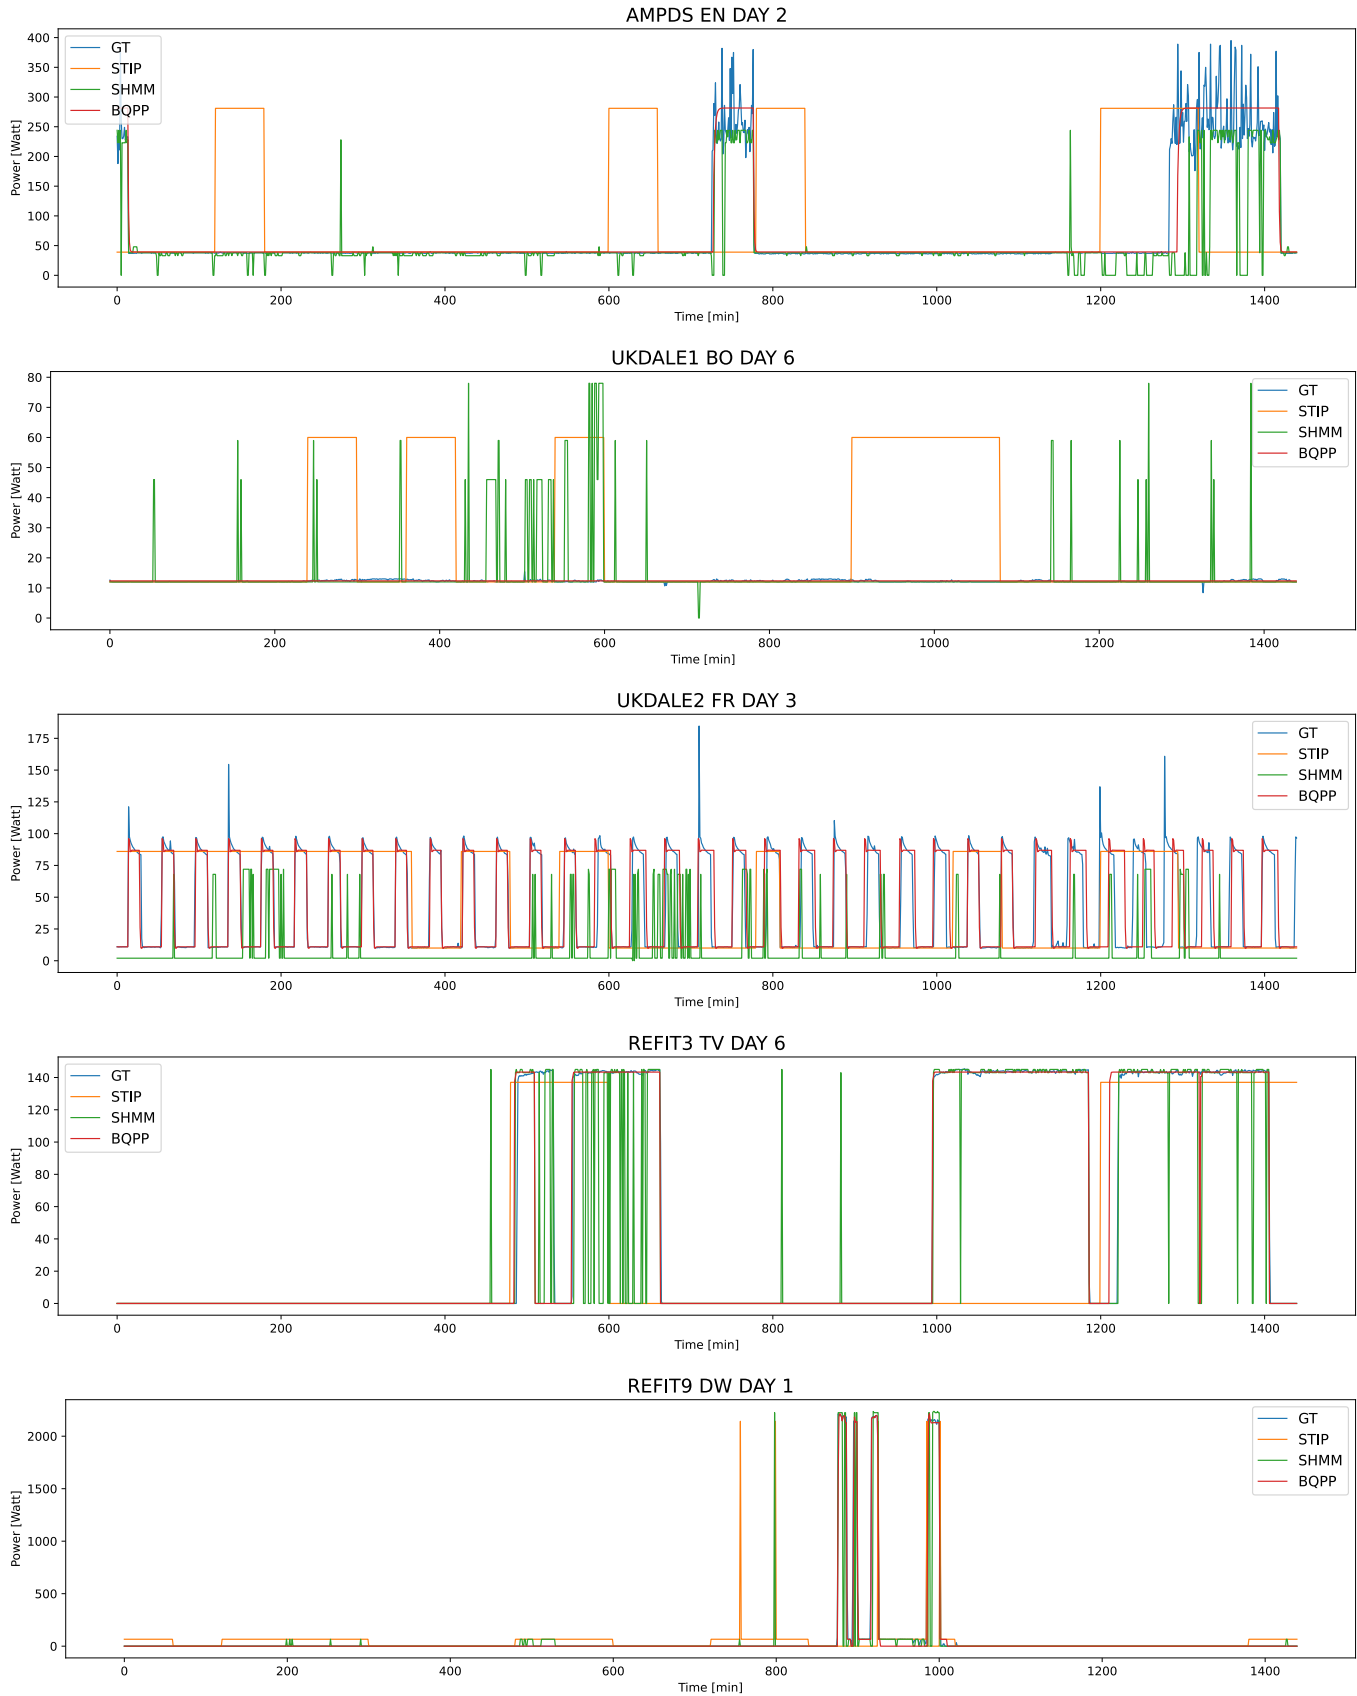 AMPDS EN DAY 2
400
350
300
250
200
150
100
50
0
Power [Watt]
GT
STIP
SHMM
BQPP
0 200 400 600 800 1000 1200 1400
Time [min]
UKDALE1 BO DAY 6
80
70
60
50
40
30
20
10
0
Power [Watt]
GT
STIP
SHMM
BQPP
0 200 400 600 800 1000 1200 1400
Time [min]
UKDALE2 FR DAY 3
175
150
125
100
75
50
25
0
Power [Watt]
GT
STIP
SHMM
BQPP
0 200 400 600 800 1000 1200 1400
Time [min]
REFIT3 TV DAY 6
140
120
100
80
60
40
20
0
Power [Watt]
GT
STIP
SHMM
BQPP
0 200 400 600 800 1000 1200 1400
Time [min]
REFIT9 DW DAY 1
2000
1500
1000
500
0
Power [Watt]
GT
STIP
SHMM
BQPP
0 200 400 600 800 1000 1200 1400
Time [min]